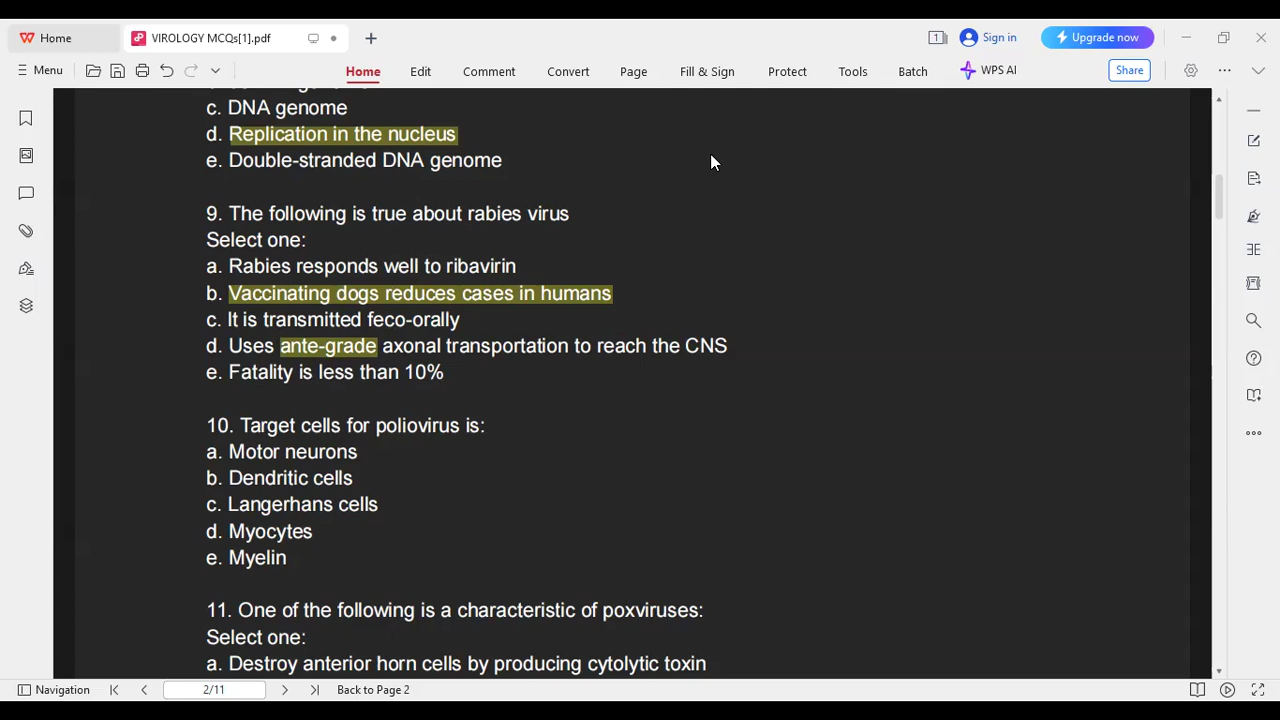 Home
VIROLOGY MCQs[1].pdf
Sign in
Upgrade now
Menu
Home
Edit
Comment
Convert
Page
Fill & Sign
Protect
Tools
Batch
WPS AI
Share
c. DNA genome
d. Replication in the nucleus
e. Double-stranded DNA genome
9. The following is true about rabies virus
Select one:
a. Rabies responds well to ribavirin
b. Vaccinating dogs reduces cases in humans
c. It is transmitted feco-orally
d. Uses ante-grade axonal transportation to reach the CNS
e. Fatality is less than 10%
10. Target cells for poliovirus is:
a. Motor neurons
b. Dendritic cells
c. Langerhans cells
d. Myocytes
e. Myelin
11. One of the following is a characteristic of poxviruses:
Select one:
a. Destroy anterior horn cells by producing cytolytic toxin
Navigation
2/11
Back to Page 2